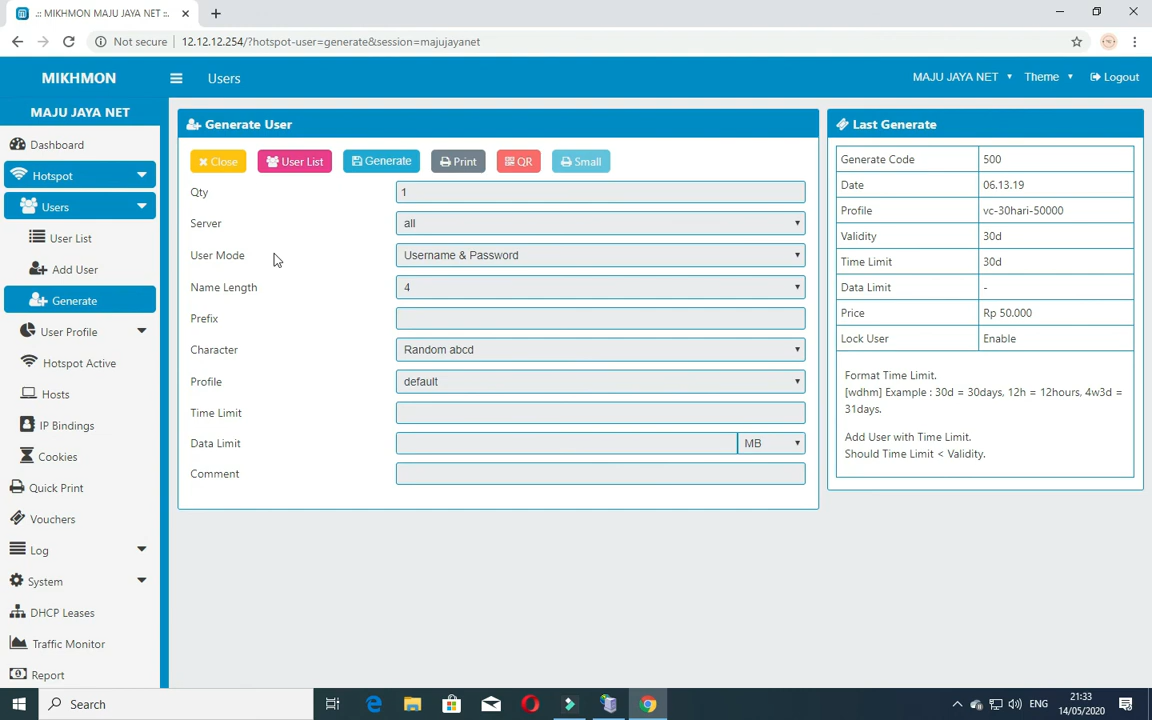 .:: MIKHMON MAJU JAYA NET ::.
Not secure
12.12.12.254/?hotspot-user=generate&session=majujayanet
MIKHMON
Users
MAJU JAYA NET
Theme
Logout
MAJU JAYA NET
Dashboard
Hotspot
Users
User List
Add User
Generate
User Profile
Hotspot Active
Hosts
IP Bindings
Cookies
Quick Print
Vouchers
Log
System
DHCP Leases
Traffic Monitor
Report
Generate User
Close
User List
Generate
Print
QR
Small
Qty 1
Server all
User Mode Username & Password
Name Length 4
Prefix
Character Random abcd
Profile default
Time Limit
Data Limit MB
Comment
Last Generate
Generate Code 500
Date 06.13.19
Profile vc-30hari-50000
Validity 30d
Time Limit 30d
Data Limit -
Price Rp 50.000
Lock User Enable
Format Time Limit.
[wdhm] Example : 30d = 30days, 12h = 12hours, 4w3d =
31days.
Add User with Time Limit.
Should Time Limit < Validity.
Search
ENG
21:33
14/05/2020